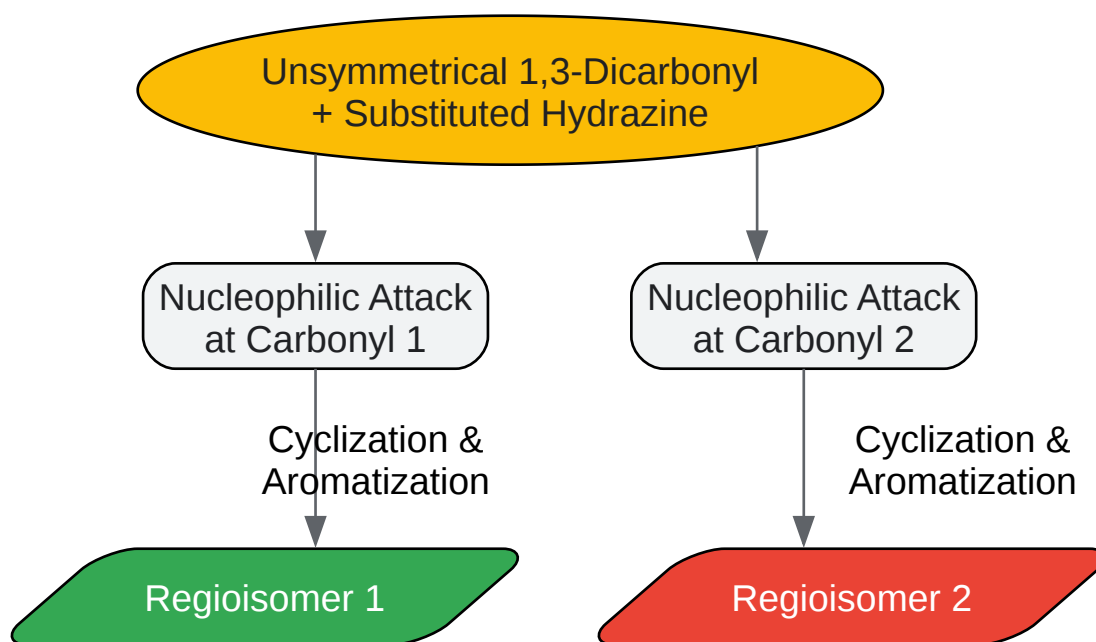 Unsymmetrical 1,3-Dicarbonyl
+ Substituted Hydrazine
Nucleophilic Attack
at Carbonyl 1
Nucleophilic Attack
at Carbonyl 2
Cyclization &
Aromatization
Cyclization &
Aromatization
Regioisomer 1
Regioisomer 2